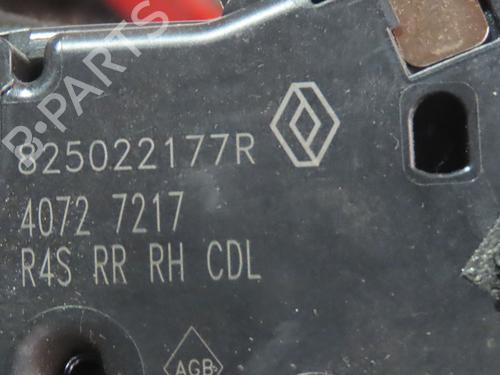 B-PARTS
825022177R
4072 7217
R4S RR RH CDL
AGB